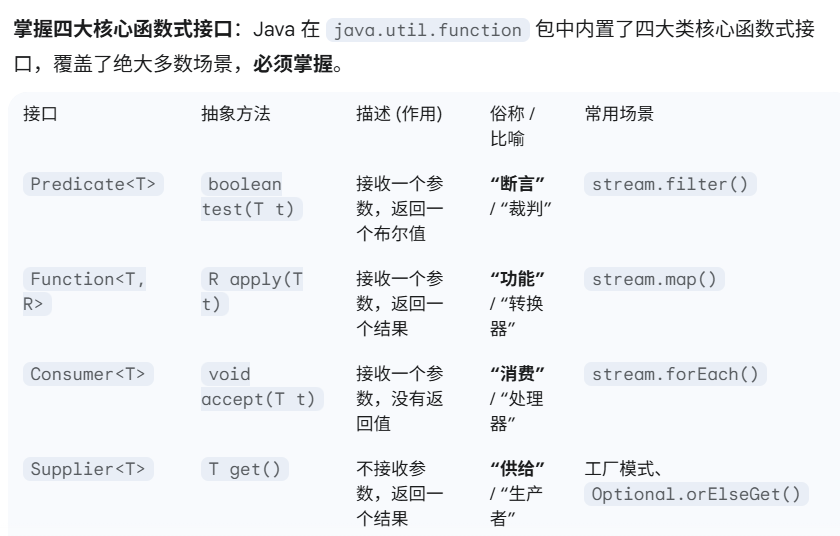 掌握四大核心函数式接口：Java 在 java.util.function 包中内置了四大类核心函数式接
口，覆盖了绝大多数场景，必须掌握。
接口 抽象方法 描述 (作用) 俗称 /
比喻 常用场景
Predicate<T> boolean
test(T t) 接收一个参
数，返回一
个布尔值 “断言”
/ “裁判” stream.filter()
Function<T,
R> R apply(T
t) 接收一个参
数，返回一
个结果 “功能”
/ “转换
器” stream.map()
Consumer<T> void
accept(T t) 接收一个参
数，没有返
回值 “消费”
/ “处理
器” stream.forEach()
Supplier<T> T get() 不接收参
数，返回一
个结果 “供给”
/ “生产
者” 工厂模式、
Optional.orElseGet()